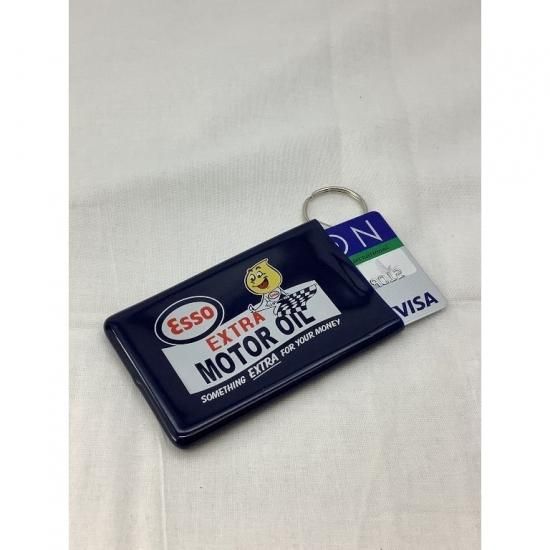 Esso
EXTRA
MOTOR OIL
SOMETHING EXTRA FOR YOUR MONEY
ON
VISA